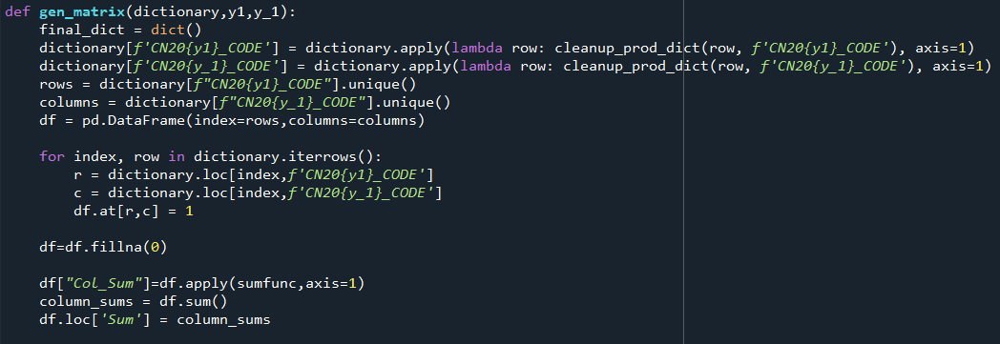 def gen_matrix(dictionary,y1,y_1):
    final_dict = dict()
    dictionary[f'CN20{y1}_CODE'] = dictionary.apply(lambda row: cleanup_prod_dict(row, f'CN20{y1}_CODE'), axis=1)
    dictionary[f'CN20{y_1}_CODE'] = dictionary.apply(lambda row: cleanup_prod_dict(row, f'CN20{y_1}_CODE'), axis=1)
    rows = dictionary[f"CN20{y1}_CODE"].unique()
    columns = dictionary[f"CN20{y_1}_CODE"].unique()
    df = pd.DataFrame(index=rows,columns=columns)

    for index, row in dictionary.iterrows():
        r = dictionary.loc[index,f'CN20{y1}_CODE']
        c = dictionary.loc[index,f'CN20{y_1}_CODE']
        df.at[r,c] = 1

    df=df.fillna(0)

    df["Col_Sum"]=df.apply(sumfunc,axis=1)
    column_sums = df.sum()
    df.loc['Sum'] = column_sums